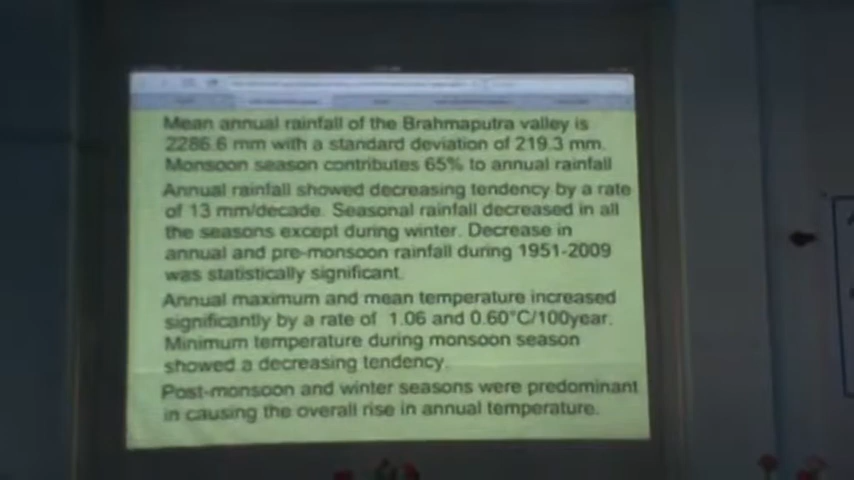 Mean annual rainfall of the Brahmaputra valley is
2286.6 mm with a standard deviation of 219.3 mm.
Monsoon season contributes 65% to annual rainfall
Annual rainfall showed decreasing tendency by a rate
of 13 mm/decade. Seasonal rainfall decreased in all
the seasons except during winter. Decrease in
annual and pre-monsoon rainfall during 1951-2009
was statistically significant.
Annual maximum and mean temperature increased
significantly by a rate of 1.06 and 0.60°C/100year.
Minimum temperature during monsoon season
showed a decreasing tendency.
Post-monsoon and winter seasons were predominant
in causing the overall rise in annual temperature.